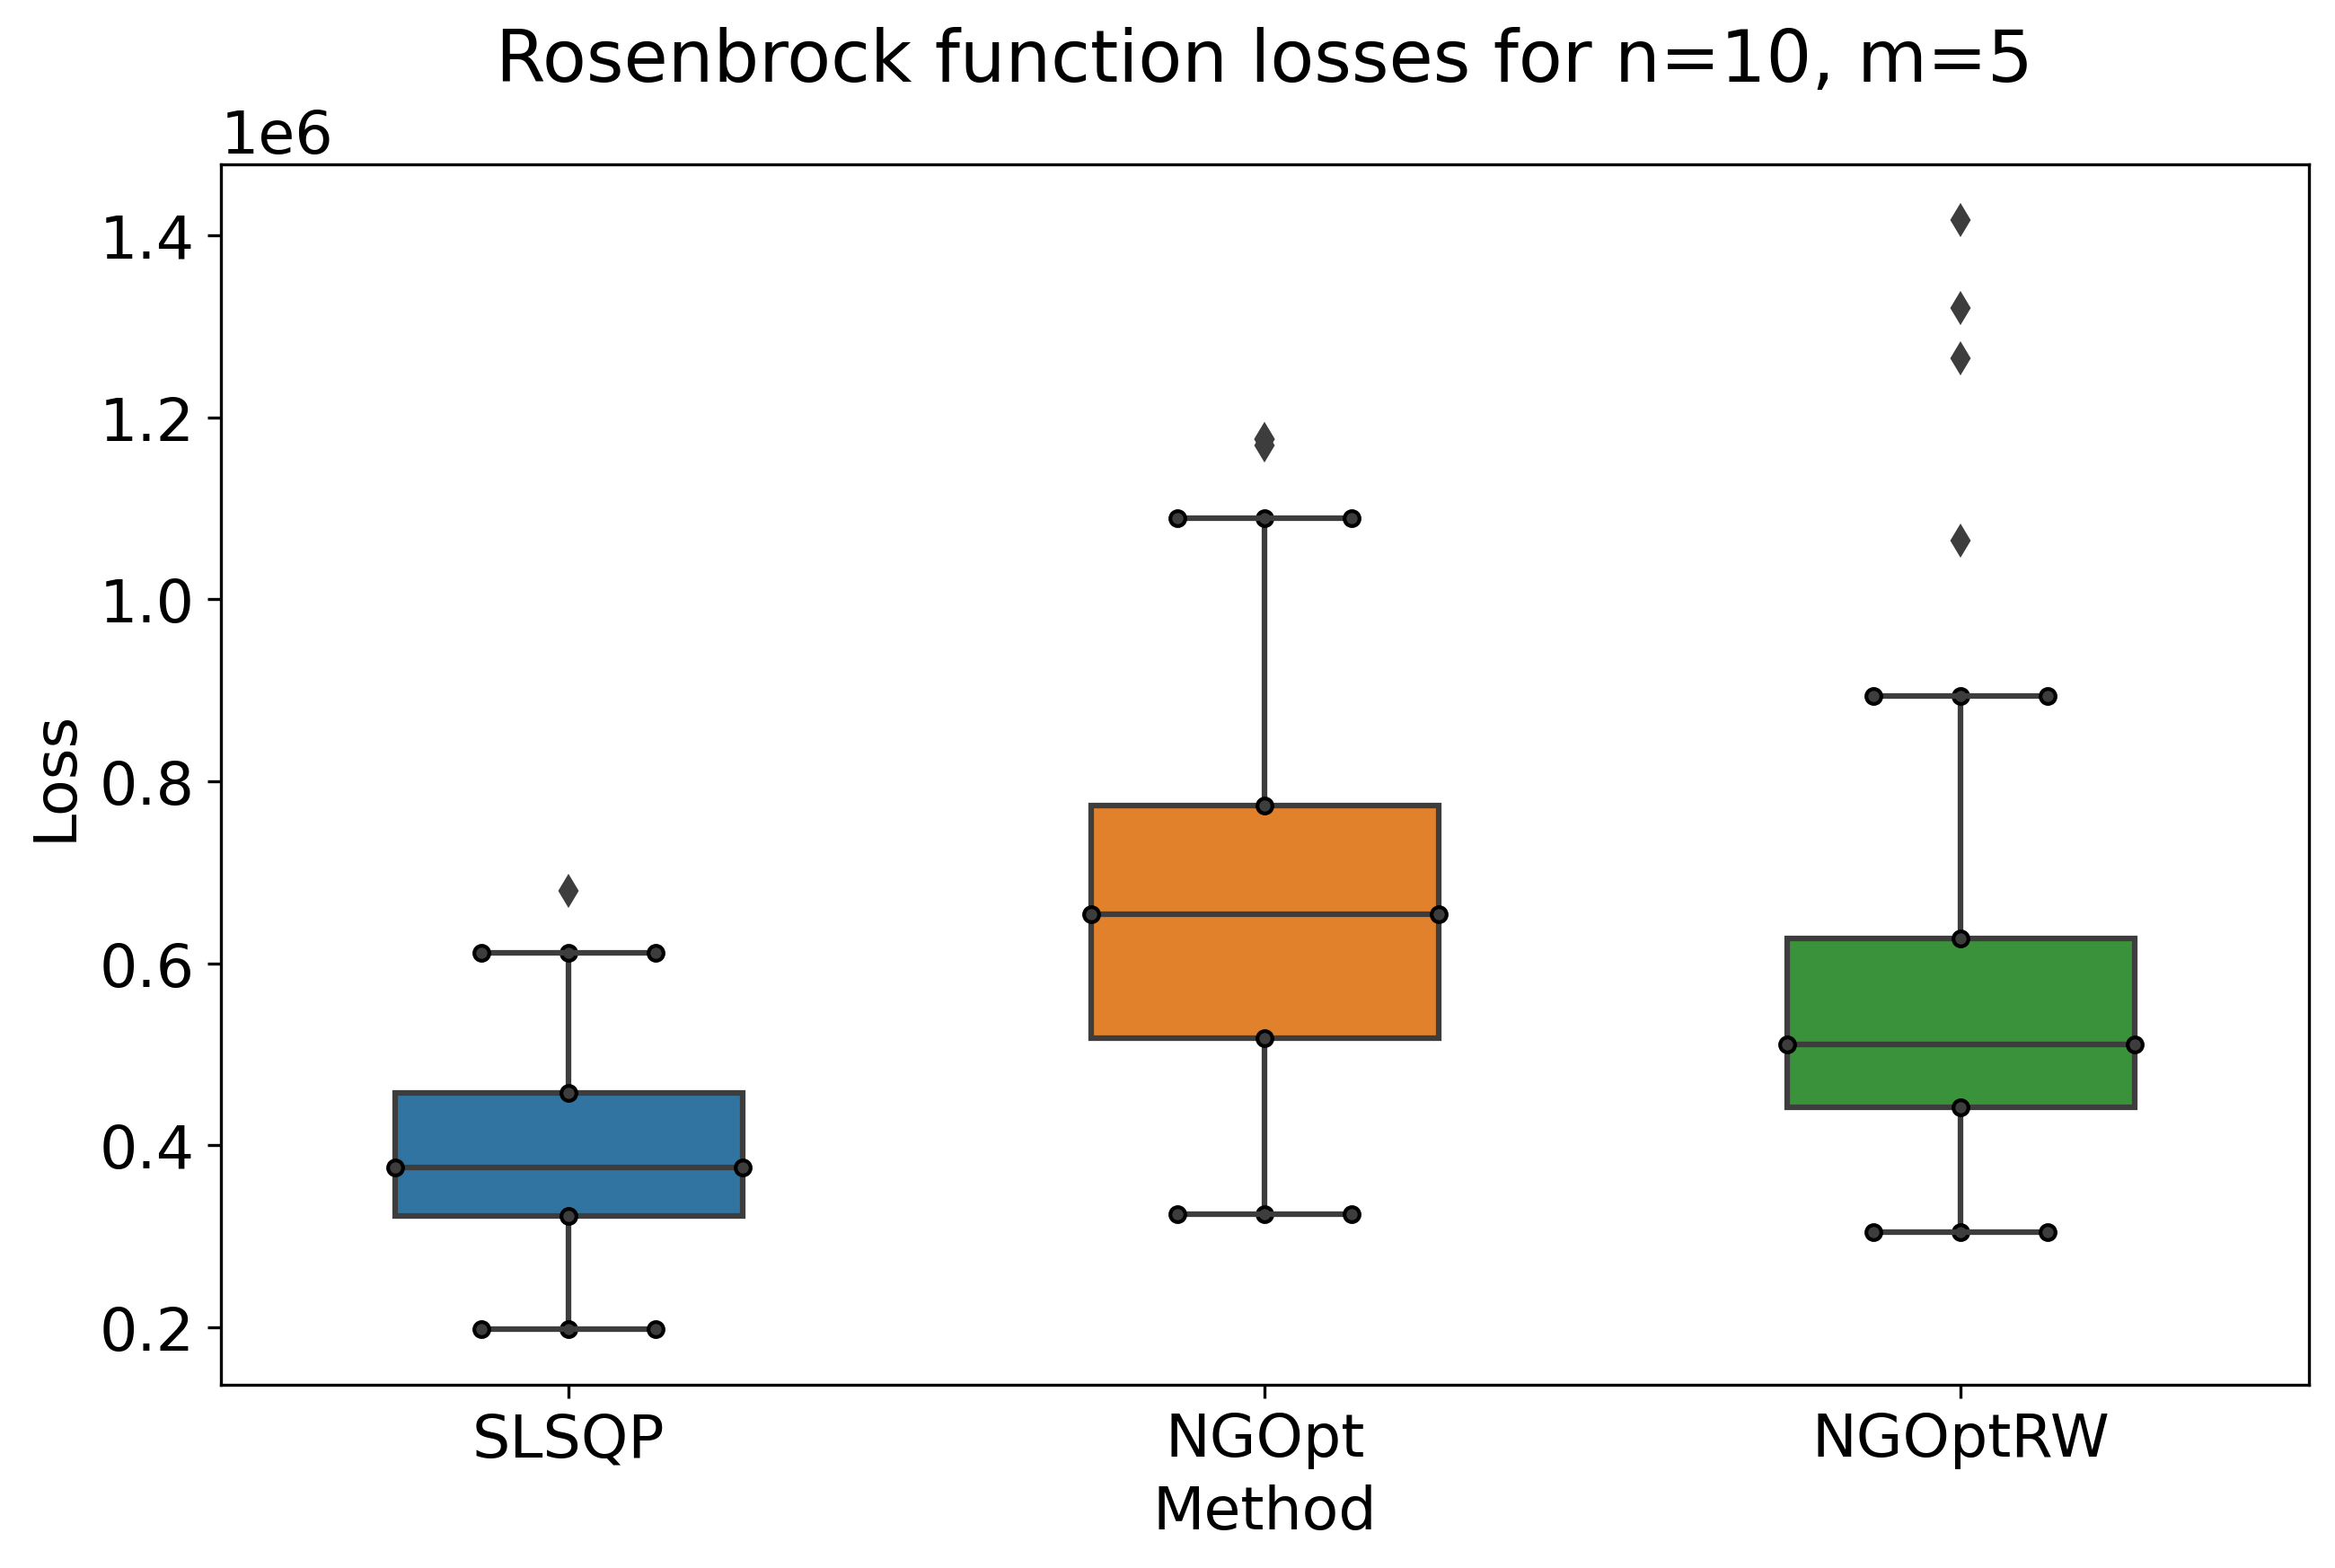 Rosenbrock function losses for n=10, m=5
1e6
1.4
1.2
1.0
0.8
0.6
0.4
0.2
Loss
SLSQP
NGOpt
NGOptRW
Method